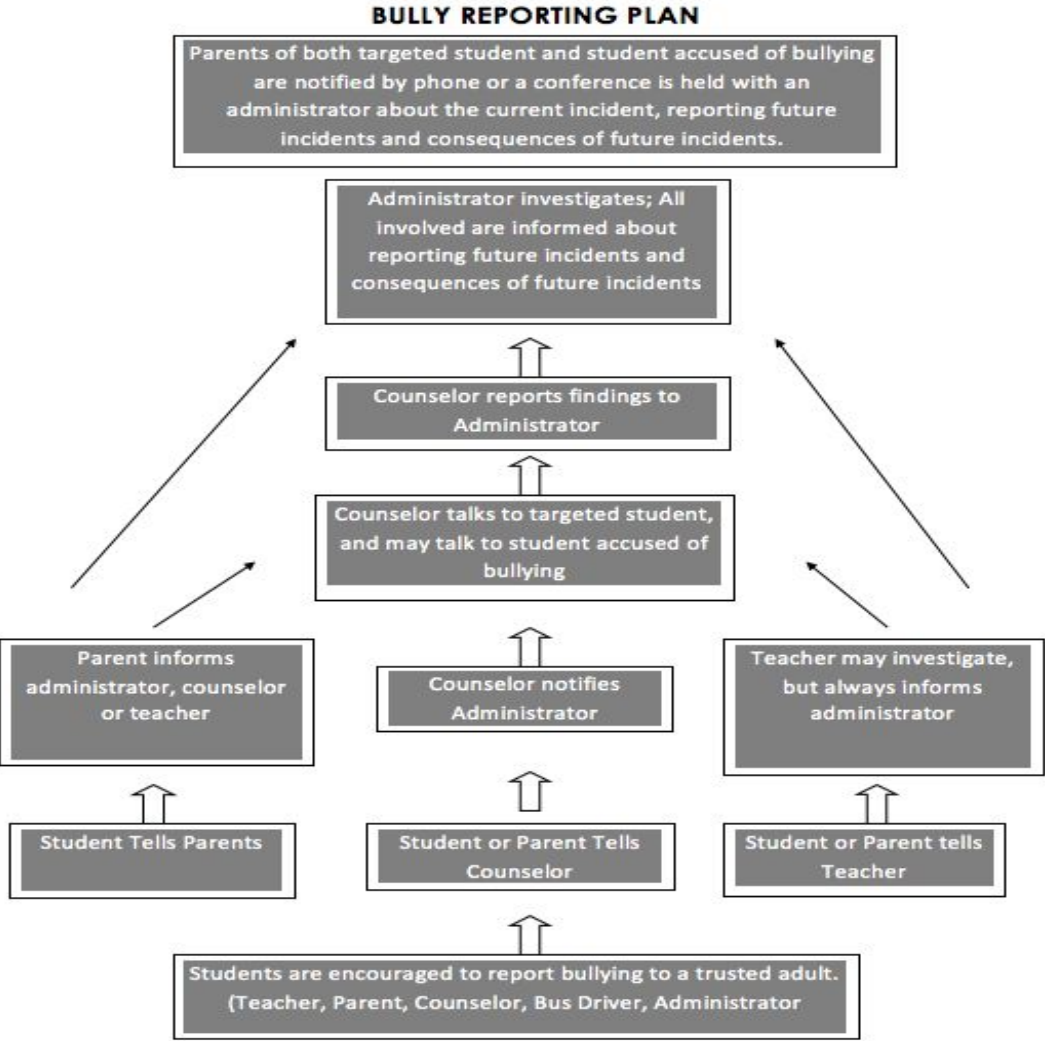 BULLY REPORTING PLAN
Parents of both targeted student and student accused of bullying
are notified by phone or a conference is held with an
administrator about the current incident, reporting future
incidents and consequences of future incidents.
Administrator investigates; All
involved are informed about
reporting future incidents and
consequences of future incidents
Counselor reports findings to
Administrator
Counselor talks to targeted student,
and may talk to student accused of
bullying
Parent informs
administrator, counselor
or teacher
Counselor notifies
Administrator
Teacher may investigate,
but always informs
administrator
Student Tells Parents
Student or Parent Tells
Counselor
Student or Parent tells
Teacher
Students are encouraged to report bullying to a trusted adult.
(Teacher, Parent, Counselor, Bus Driver, Administrator